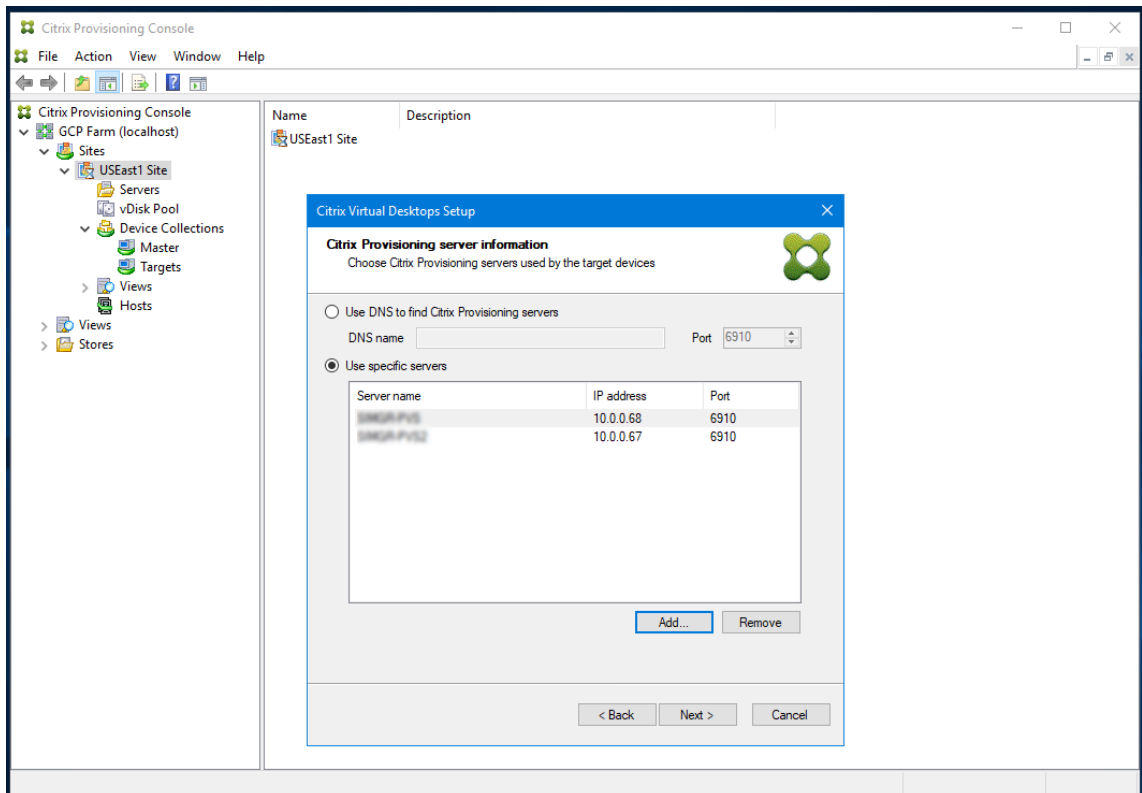 Citrix Provisioning Console
File Action View Window Help
Citrix Provisioning Console
GCP Farm (localhost)
Sites
USEast1 Site
Servers
vDisk Pool
Device Collections
Master
Targets
Views
Hosts
Views
Stores
Name Description
USEast1 Site
Citrix Virtual Desktops Setup
Citrix Provisioning server information
Choose Citrix Provisioning servers used by the target devices
Use DNS to find Citrix Provisioning servers
DNS name Port 6910
Use specific servers
Server name IP address Port
10.0.0.68 6910
10.0.0.67 6910
Add... Remove
< Back Next > Cancel